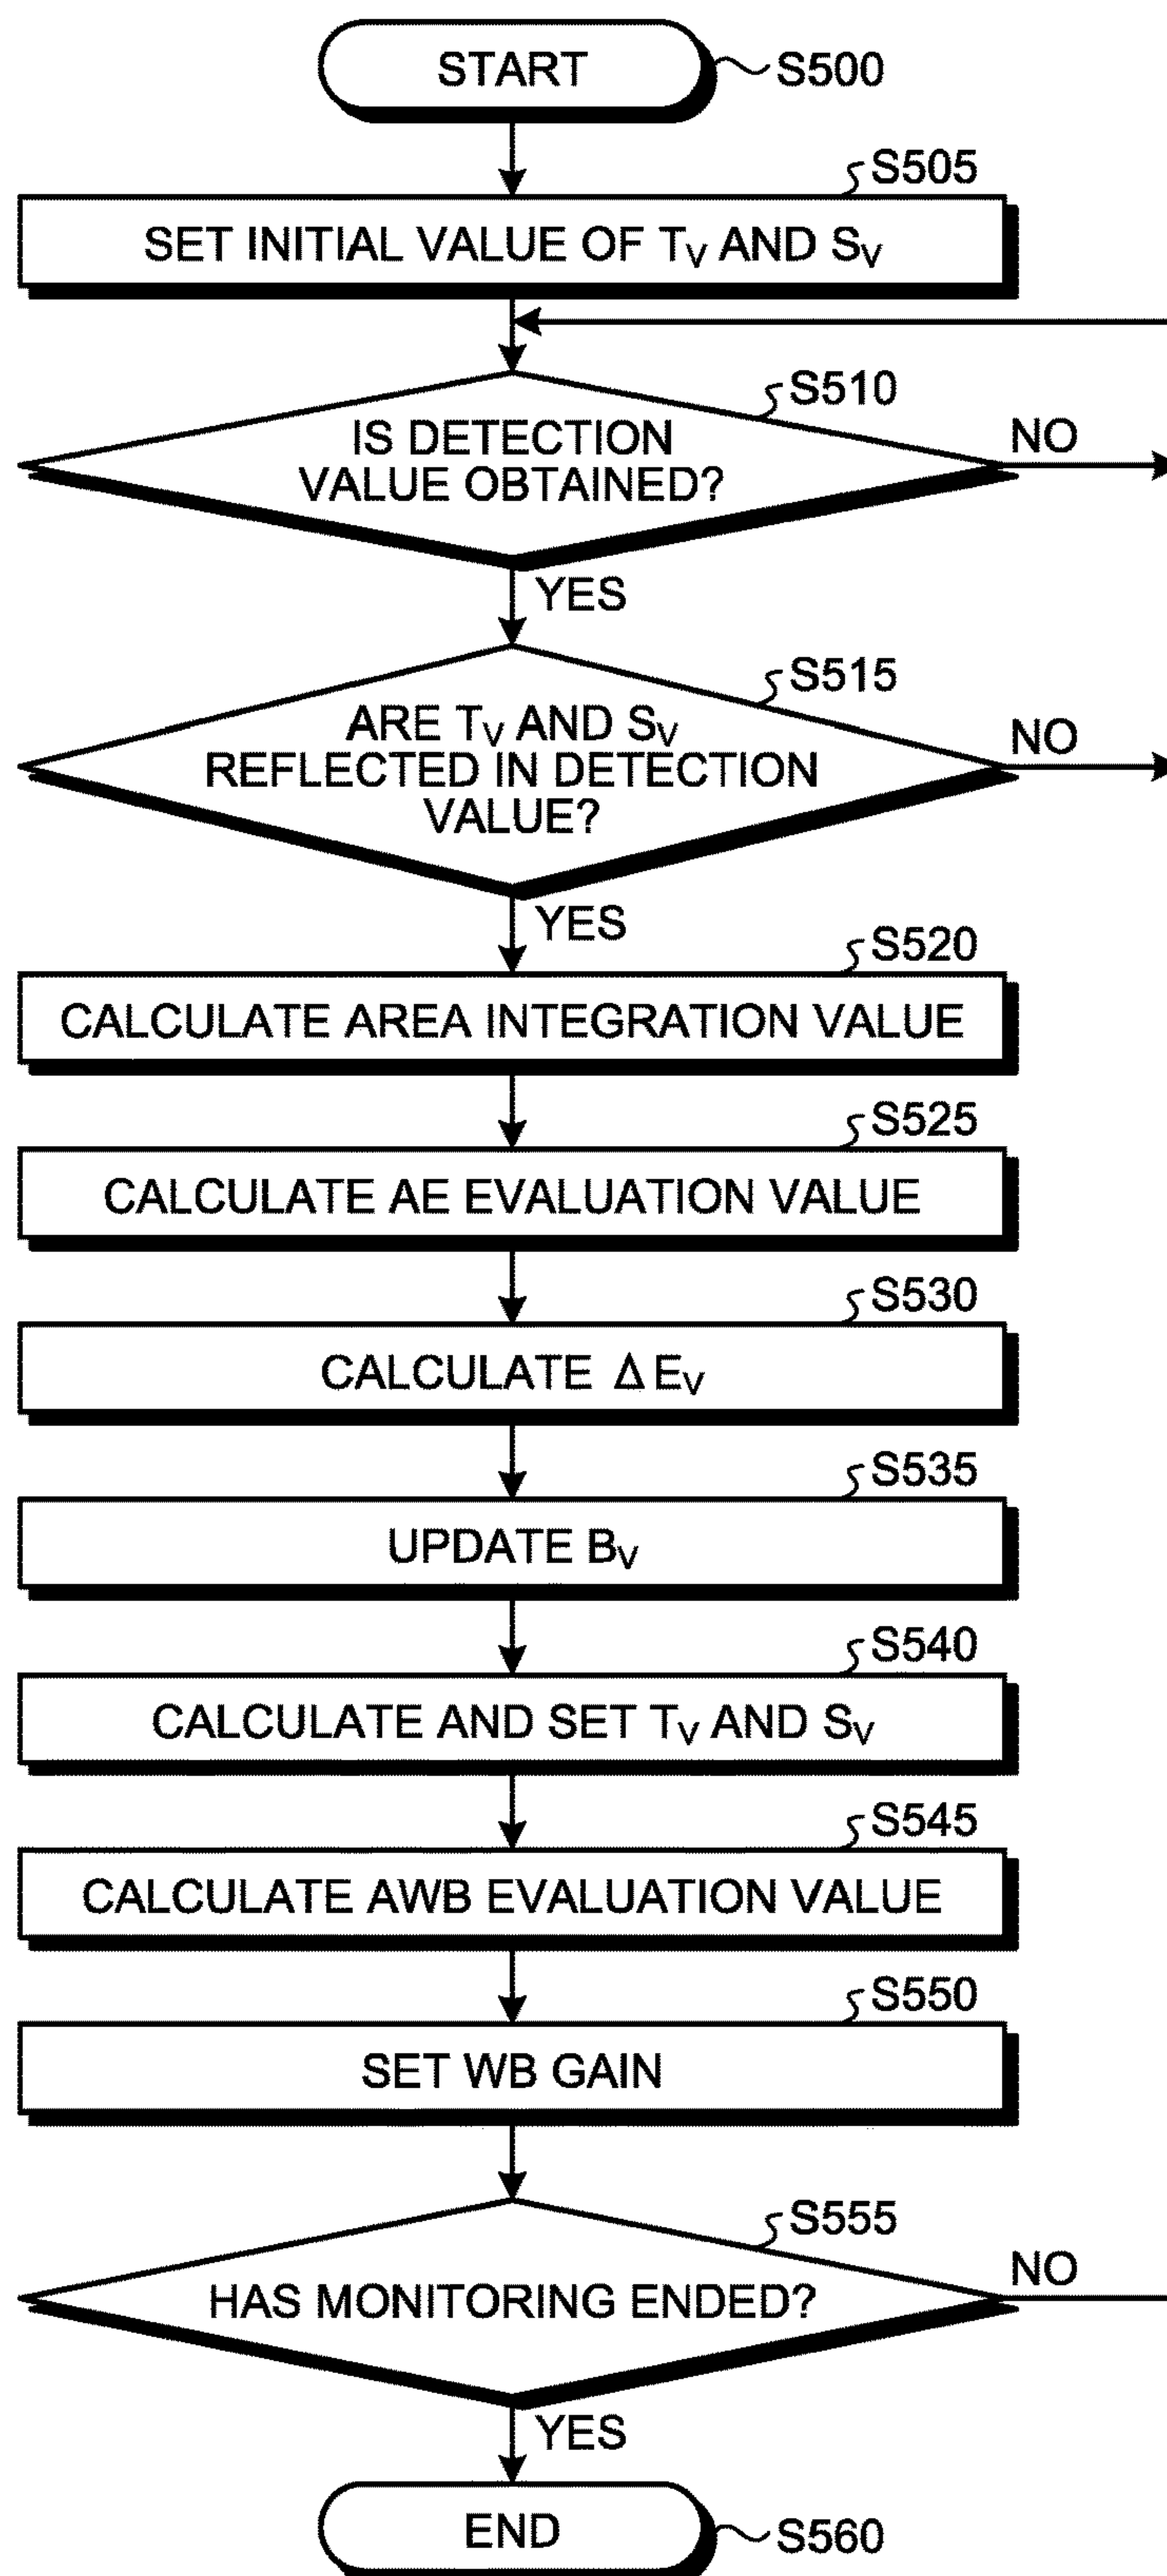 START
S500
S505
SET INITIAL VALUE OF TV AND SV
S510
IS DETECTION
VALUE OBTAINED?
NO
YES
S515
ARE TV AND SV
REFLECTED IN DETECTION
VALUE?
NO
YES
S520
CALCULATE AREA INTEGRATION VALUE
S525
CALCULATE AE EVALUATION VALUE
S530
CALCULATE Δ EV
S535
UPDATE BV
S540
CALCULATE AND SET TV AND SV
S545
CALCULATE AWB EVALUATION VALUE
S550
SET WB GAIN
S555
HAS MONITORING ENDED?
NO
YES
END
S560